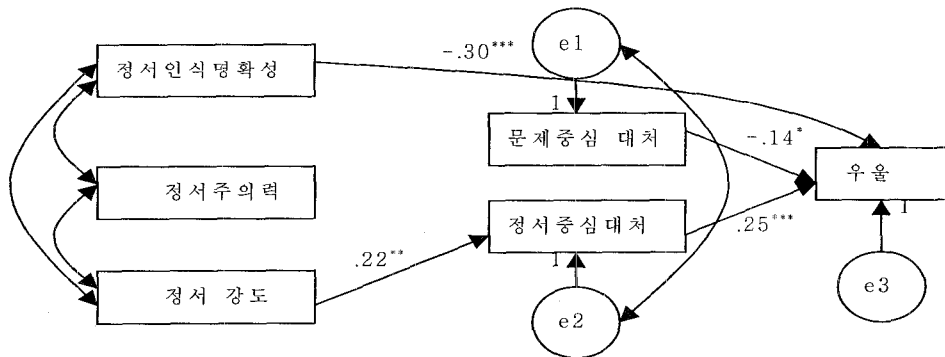 e1
-.30***
정서인식명확성
1
문제중심 대처
-.14*
우울
정서주의력
정서중심대처
.25***
1
.22**
1
정서 강도
e2
e3